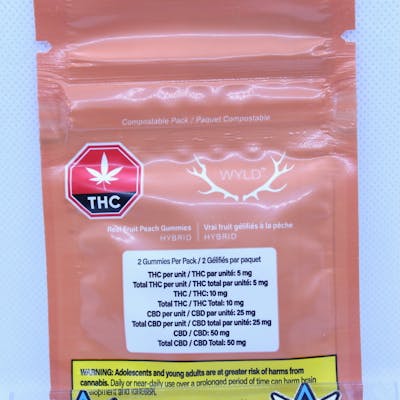 Compostable Pack / Paquet Compostable
THC
WYLD™
Real Fruit Peach Gummies
HYBRID
Vrai fruit gélifiés à la pêche
HYBRID
2 Gummies Per Pack / 2 Gélifiés par paquet
THC per unit / THC par unité: 5 mg
Total THC per unit / THC total par unité: 5 mg
THC / THC: 10 mg
Total THC / THC Total: 10 mg
CBD per unit / CBD par unité: 25 mg
Total CBD per unit / CBD total par unité: 25 mg
CBD / CBD: 50 mg
Total CBD / CBD Total: 50 mg
WARNING: Adolescents and young adults are at greater risk of harms from
cannabis. Daily or near-daily use over a prolonged period of time can harm brain
development and